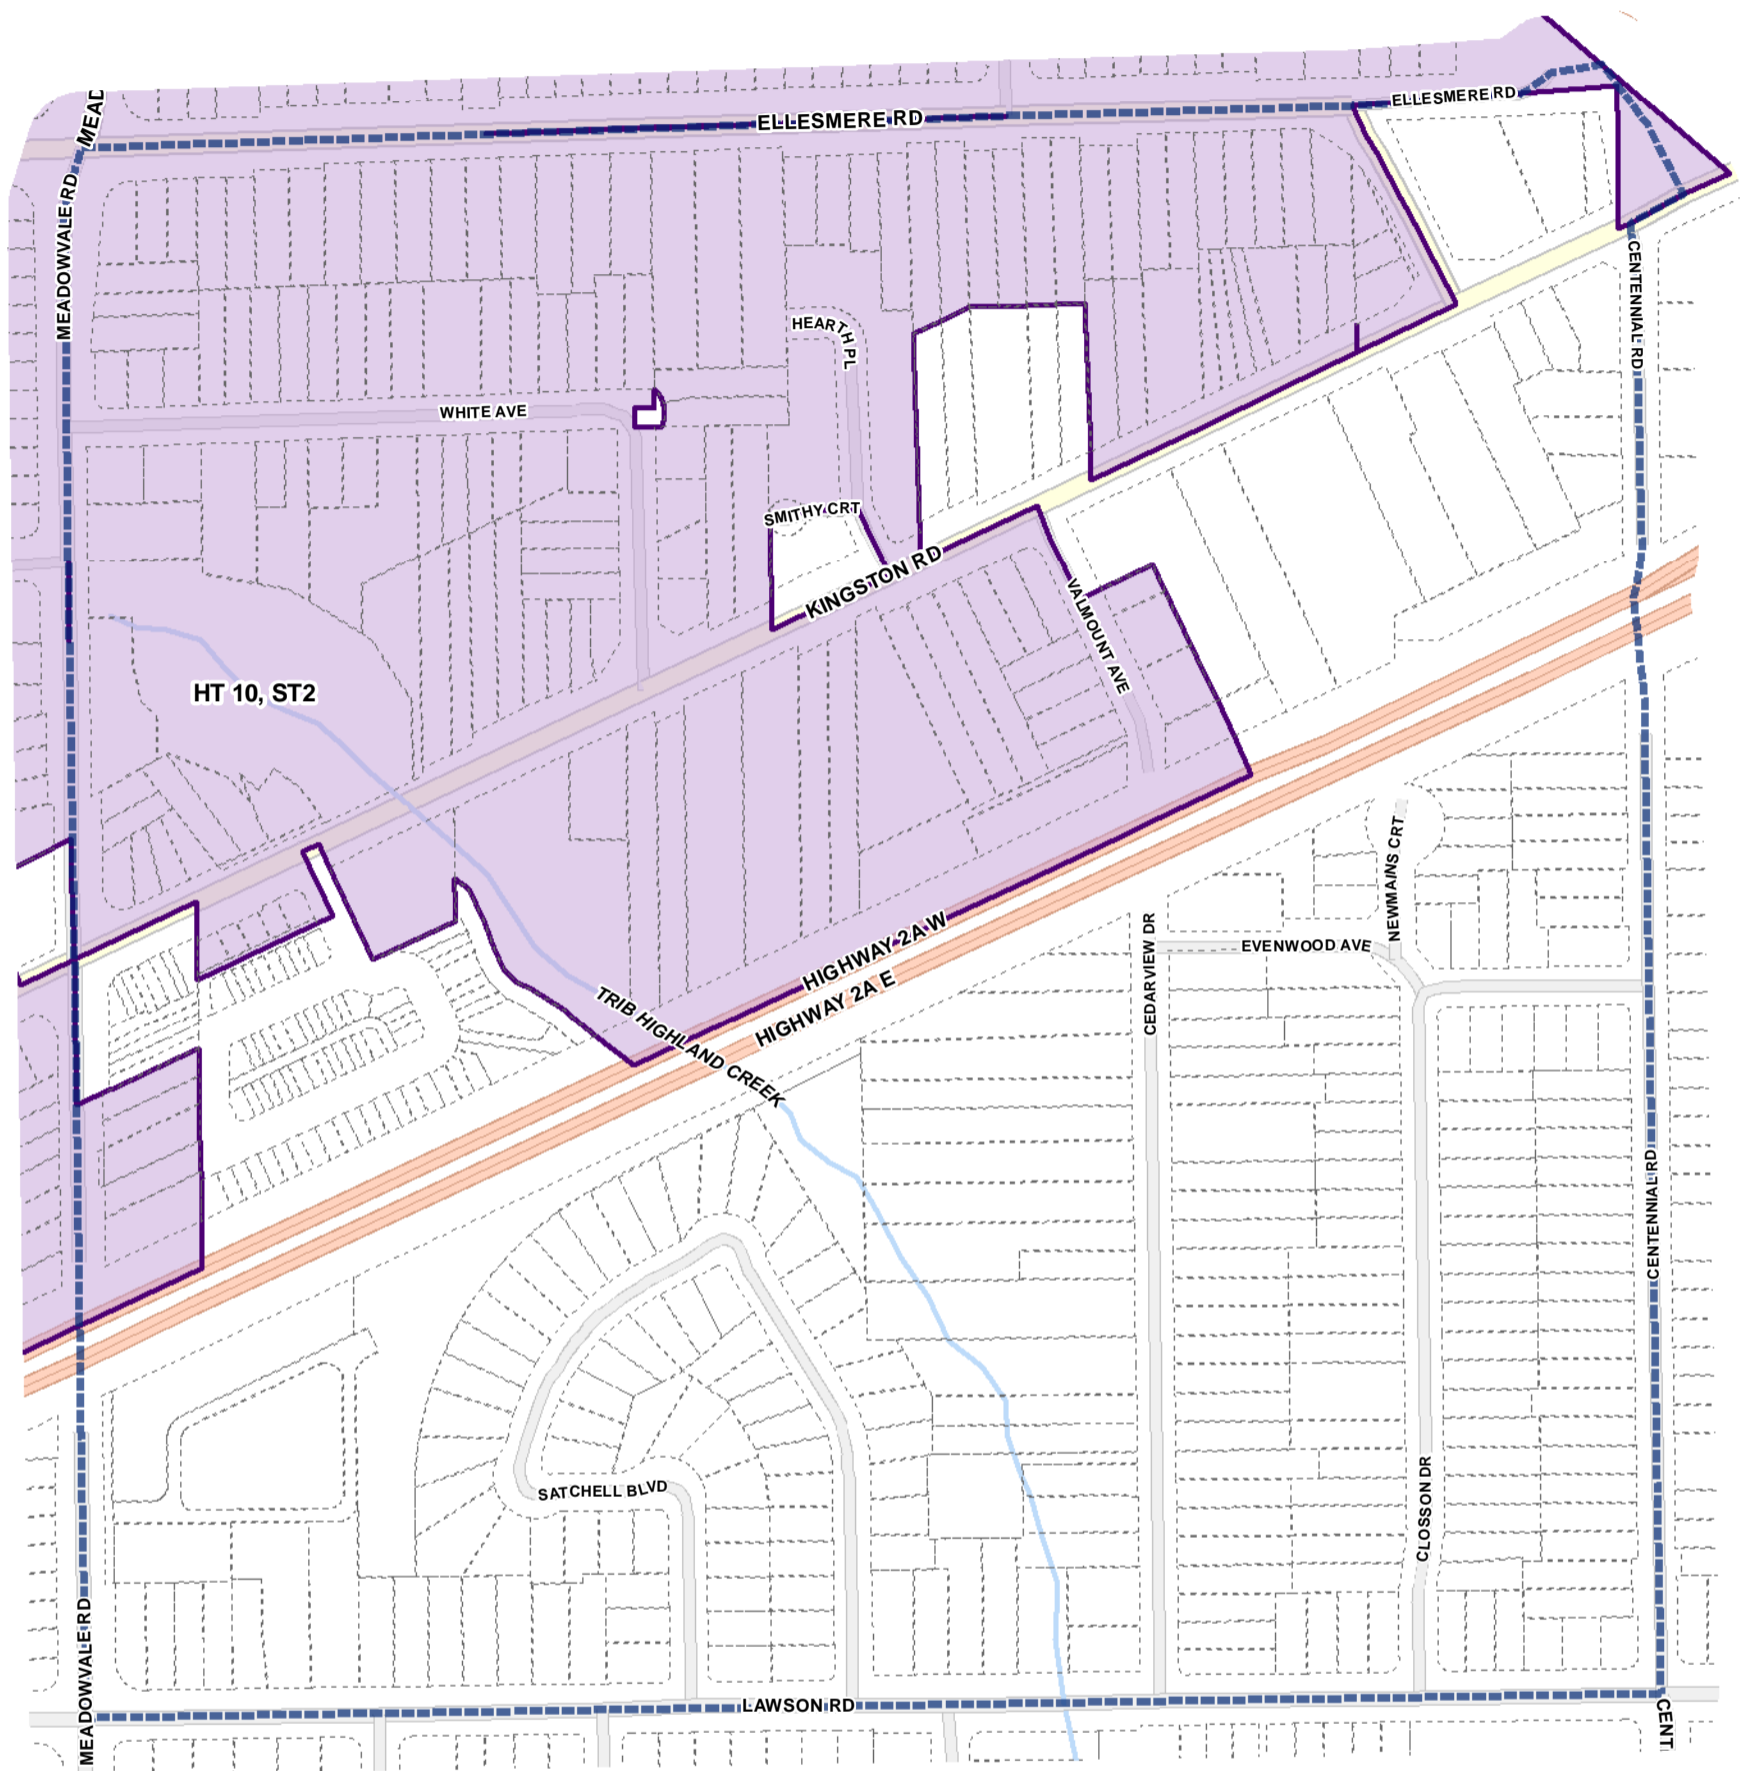 MEAD
ELLESMERE RD
ELLESMERE RD
MEADOWVALE RD
CENTENNIAL RD
HEARTH PL
WHITE AVE
SMITHY CRT
KINGSTON RD
VALMOUNT AVE
HT 10, ST2
NEWMAINS CRT
HIGHWAY 2A W
HIGHWAY 2A E
CEDARVIEW DR
EVENWOOD AVE
TRIB HIGHLAND CREEK
CENTENNIAL RD
SATCHELL BLVD
CLOSSON DR
MEADOWVALE RD
LAWSON RD
CENT